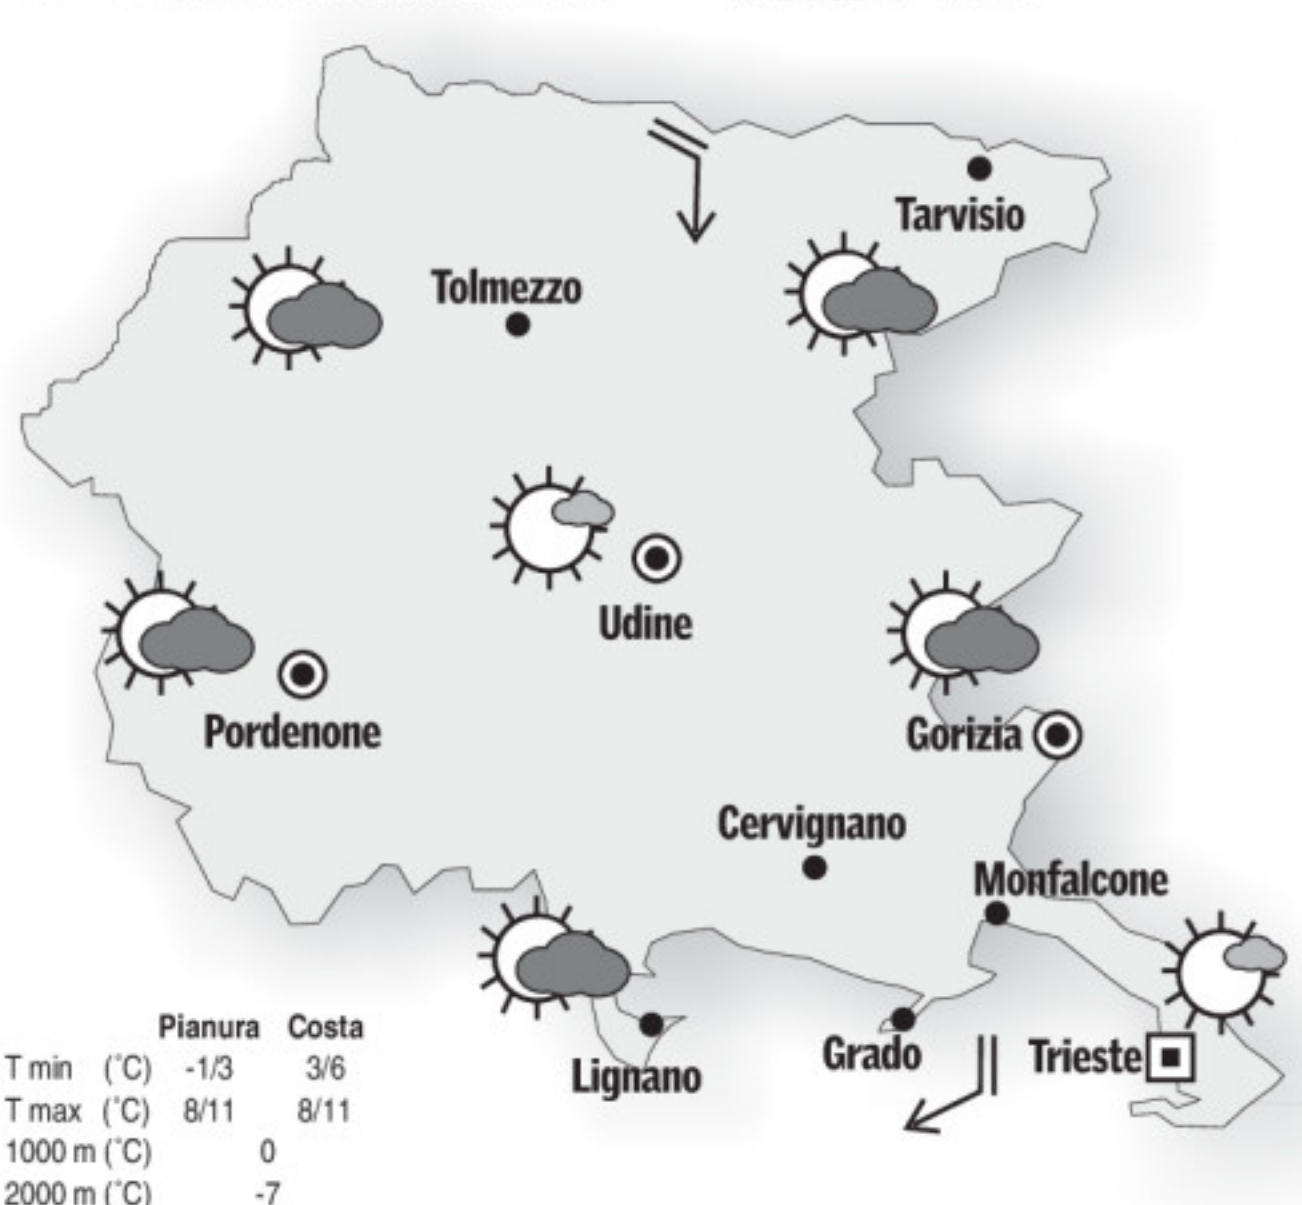 Tarvisio
Tolmezzo
Udine
Pordenone
Gorizia
Cervignano
Monfalcone
Pianura Costa
T min (°C) -1/3 3/6
Lignano
Grado
Trieste
T max (°C) 8/11 8/11
1000 m (°C) 0
2000 m (°C) -7